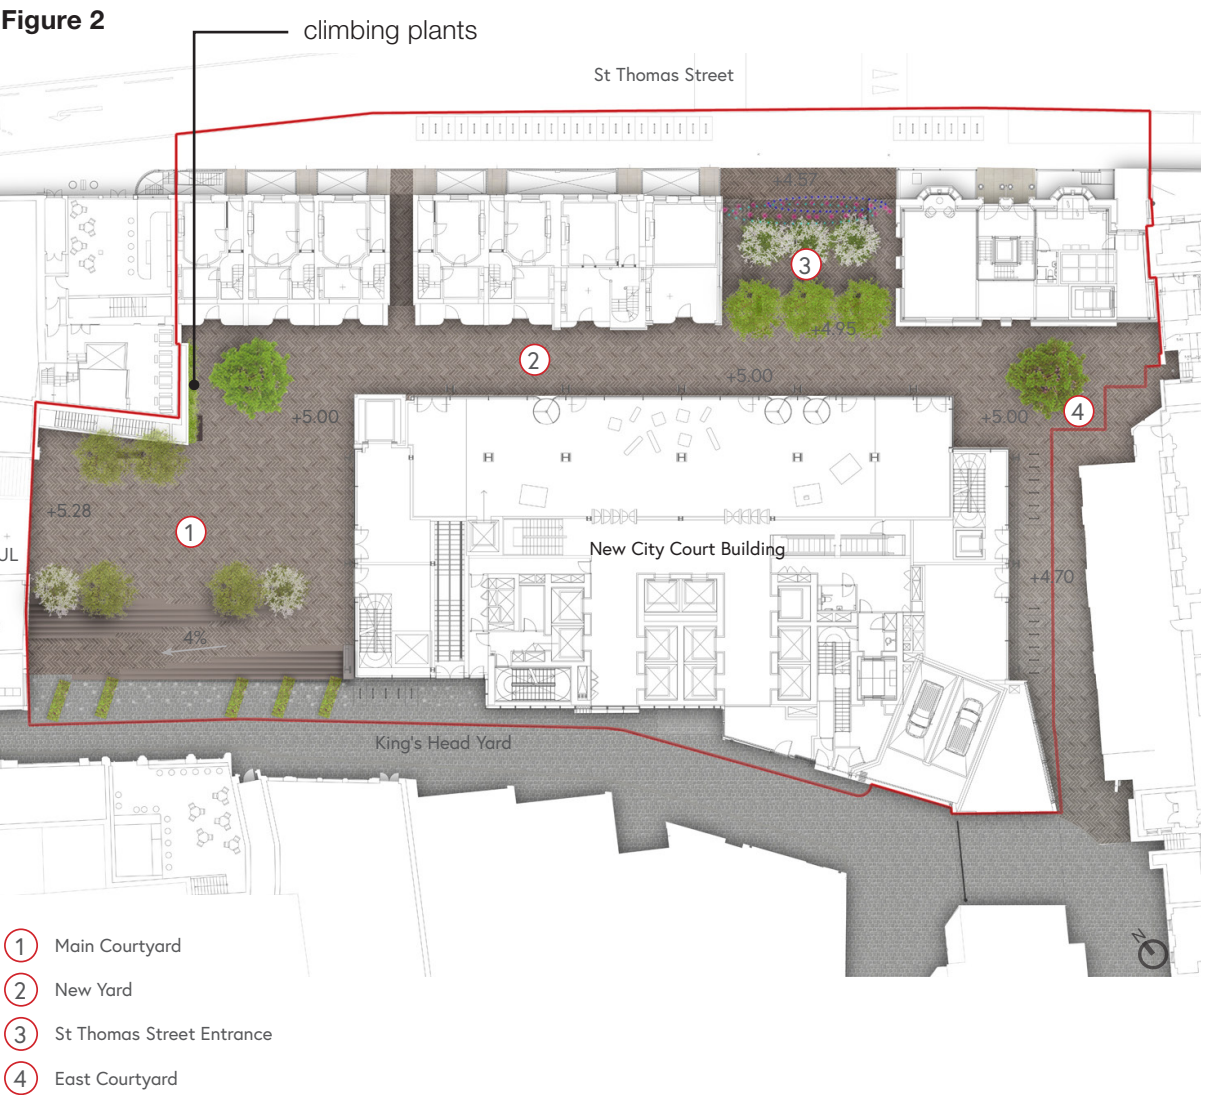 Figure 2
climbing plants
St Thomas Street
+4.57
3
+4.95
2
+5.00
+5.00
+5.00
4
+5.28
1
UL
New City Court Building
+4.70
4%
King's Head Yard
N
1 Main Courtyard
2 New Yard
3 St Thomas Street Entrance
4 East Courtyard